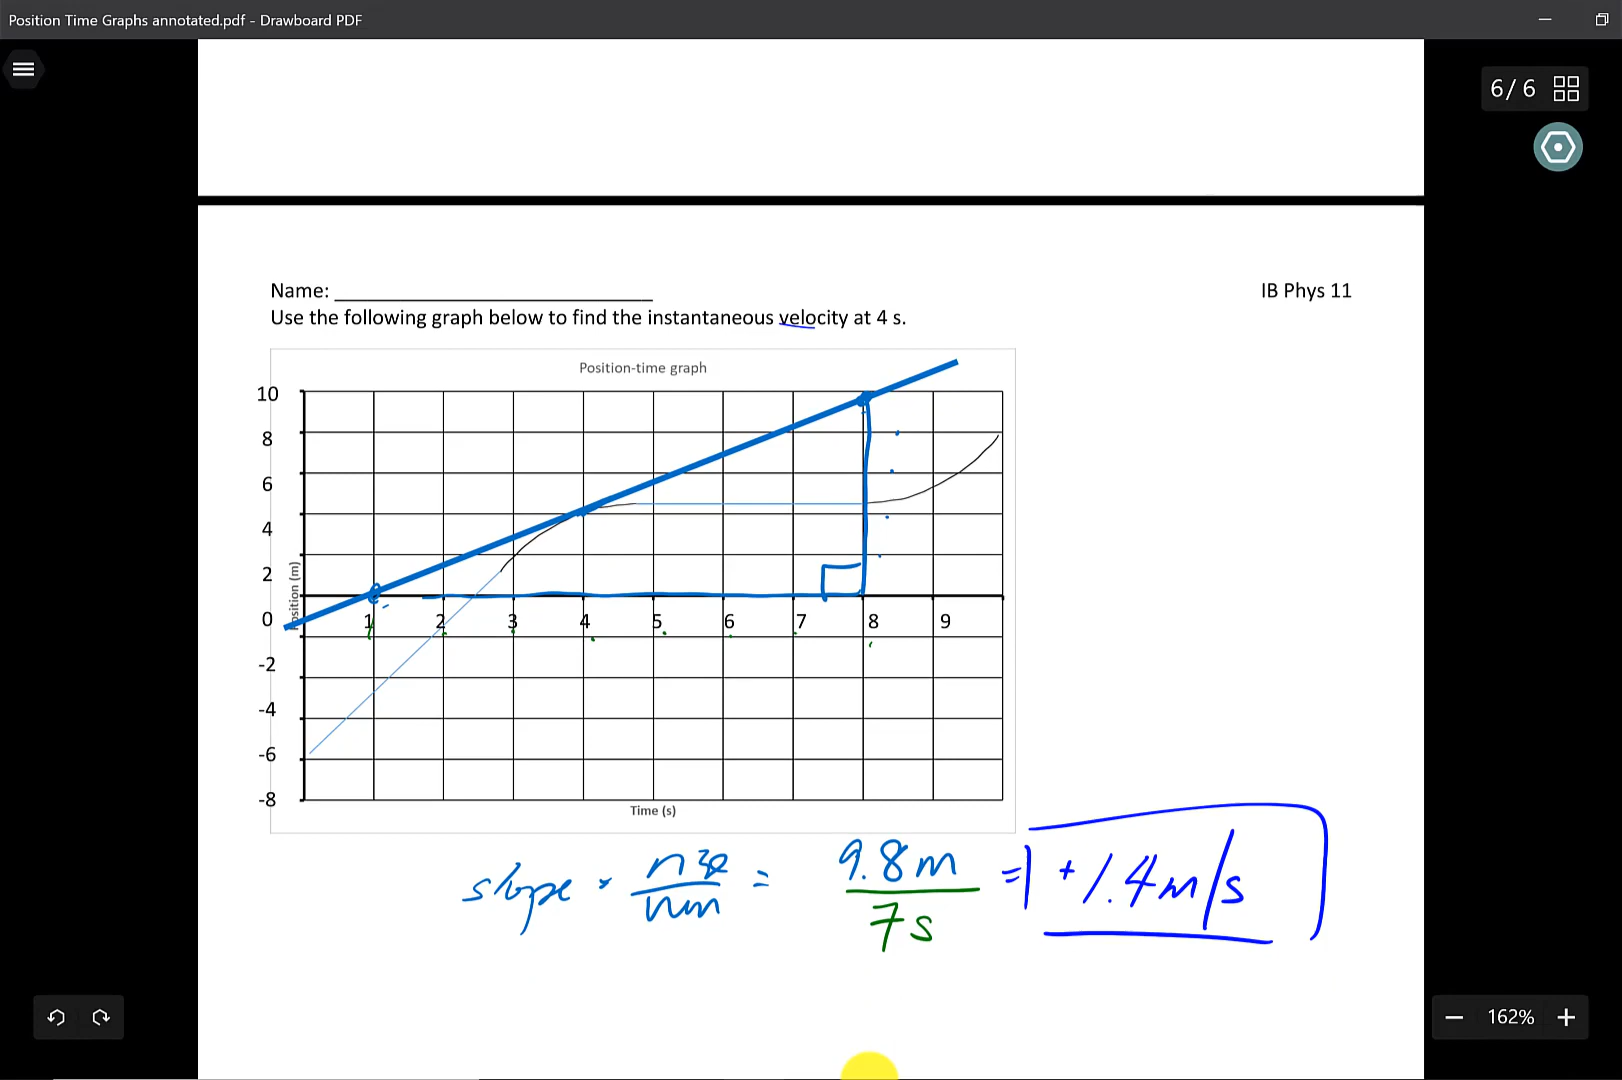 Position Time Graphs annotated.pdf - Drawboard PDF
6 / 6
Name: ____________________________
IB Phys 11
Use the following graph below to find the instantaneous velocity at 4 s.
Position-time graph
10
8
6
4
2
0
-2
-4
-6
-8
Position (m)
1 2 3 4 5 6 7 8 9
Time (s)
slope = rise/run = 9.8m/7s = +1.4m/s
162%